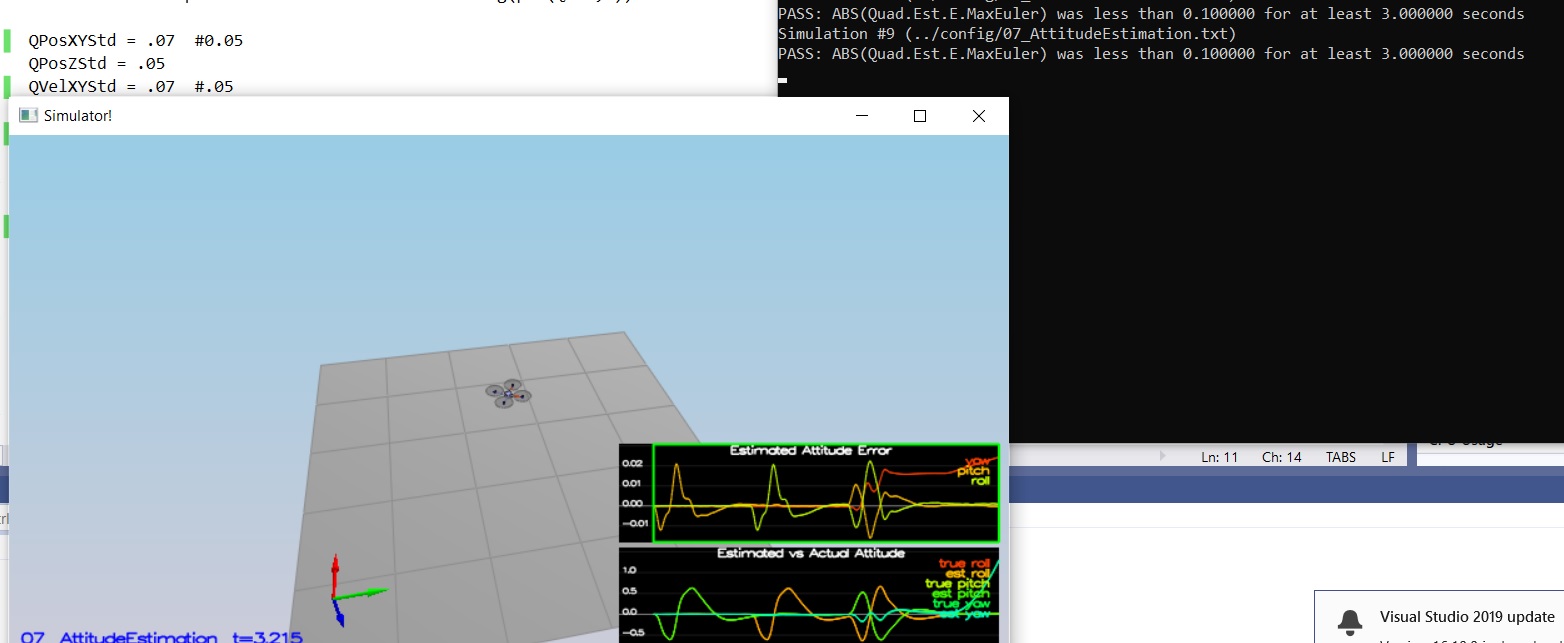 QPosXYStd = .07  #0.05
QPosZStd = .05
QVelXYStd = .07  #.05
PASS: ABS(Quad.Est.E.MaxEuler) was less than 0.100000 for at least 3.000000 seconds
Simulation #9 (../config/07_AttitudeEstimation.txt)
PASS: ABS(Quad.Est.E.MaxEuler) was less than 0.100000 for at least 3.000000 seconds
Simulator!
Estimated Attitude Error
0.02
0.01
0.00
-0.01
yaw
pitch
roll
Estimated vs Actual Attitude
1.0
0.5
0.0
-0.5
true roll
est roll
true pitch
est pitch
true yaw
est yaw
07_AttitudeEstimation t=3.215
Ln: 11 Ch: 14 TABS LF
Visual Studio 2019 update